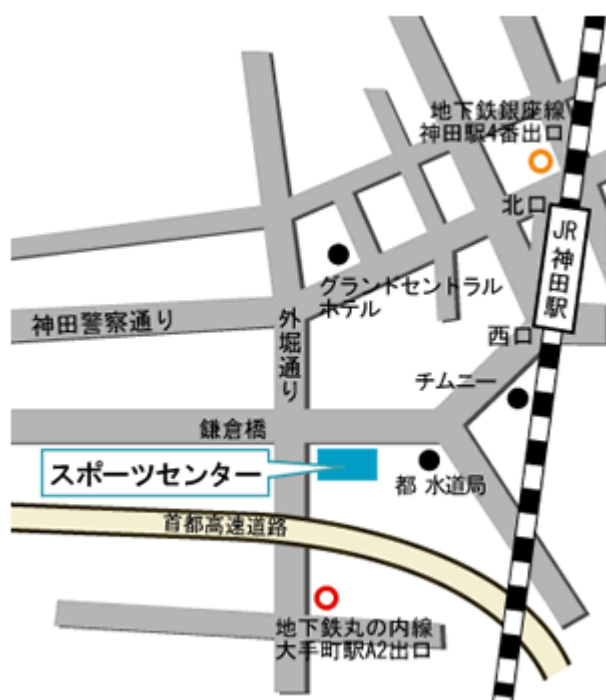 地下鉄銀座線
神田駅4番出口
北口
JR神田駅
グランドセントラル
ホテル
神田警察通り
外堀通り
西口
チムニー
鎌倉橋
スポーツセンター
都 水道局
首都高速道路
地下鉄丸の内線
大手町駅A2出口